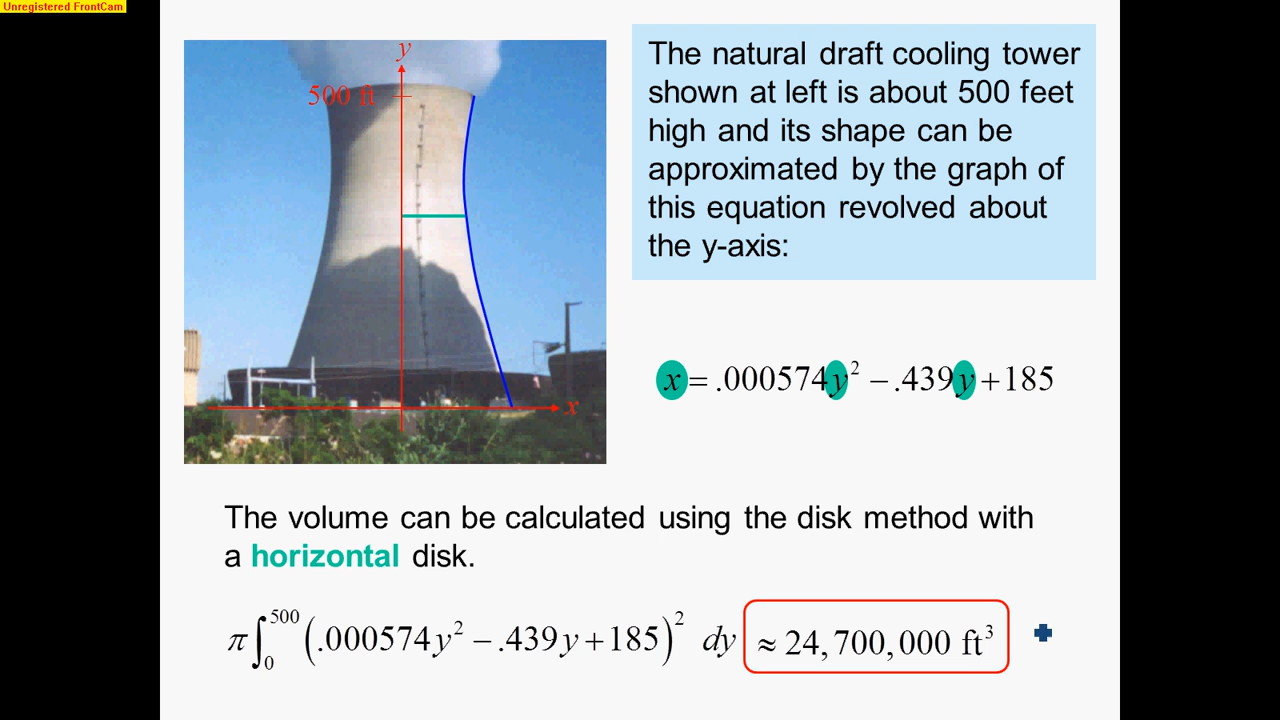 Unregistered FrontCam
y
500 ft
x
The natural draft cooling tower
shown at left is about 500 feet
high and its shape can be
approximated by the graph of
this equation revolved about
the y-axis:
x = .000574y² − .439y + 185
The volume can be calculated using the disk method with
a horizontal disk.
π∫₀⁵⁰⁰ (.000574y² − .439y + 185)² dy ≈ 24,700,000 ft³